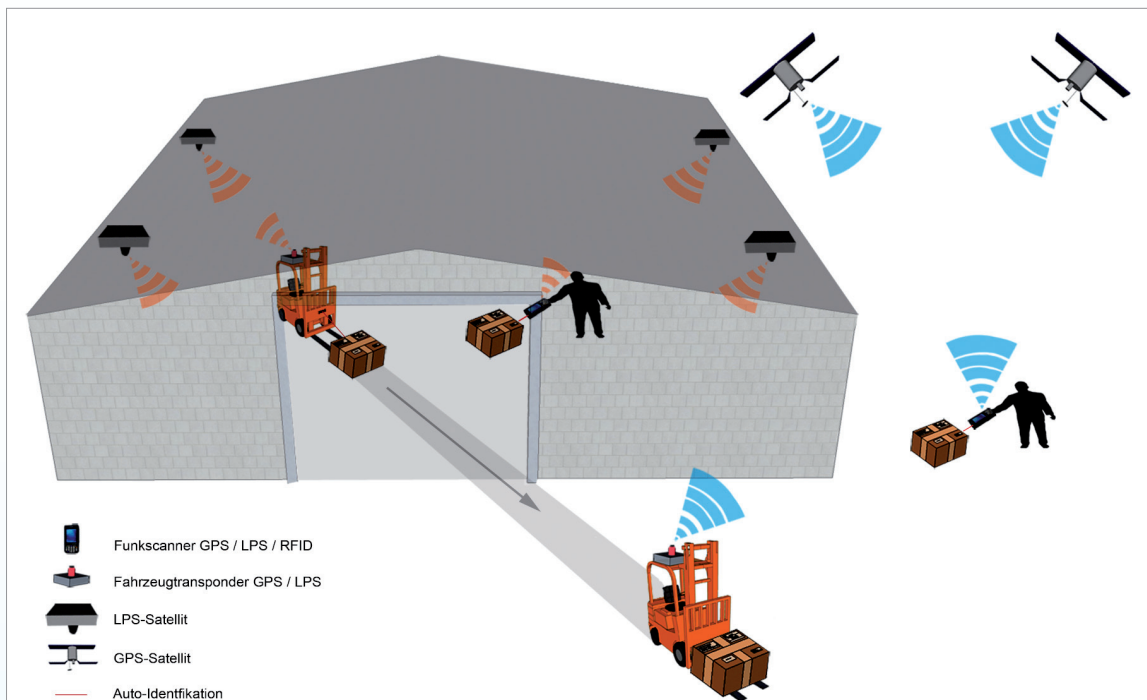 Funkscanner GPS / LPS / RFID
Fahrzeugtransponder GPS / LPS
LPS-Satellit
GPS-Satellit
Auto-Identfikation